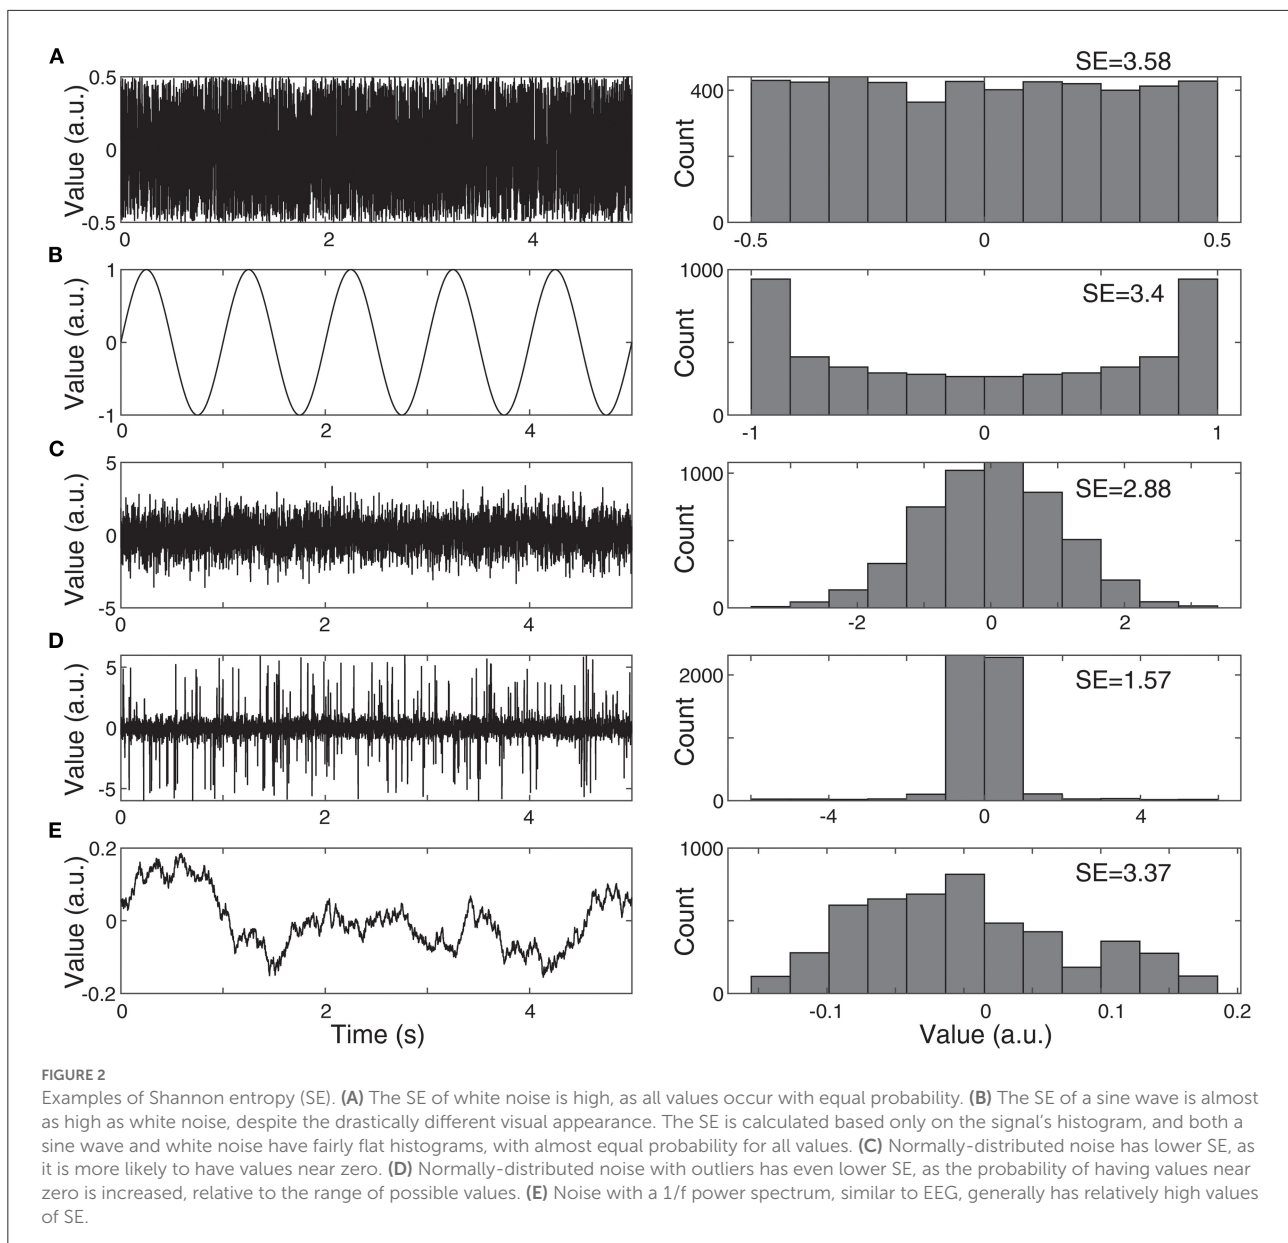 A
0.5
0
-0.5
Value (a.u.)
0
2
4
SE=3.58
400
0
Count
-0.5
0
0.5
B
1
0
-1
Value (a.u.)
0
2
4
1000
0
Count
SE=3.4
-1
0
1
C
5
0
-5
Value (a.u.)
0
2
4
1000
0
Count
SE=2.88
-2
0
2
D
5
0
-5
Value (a.u.)
0
2
4
2000
0
Count
SE=1.57
-4
0
4
E
0.2
0
-0.2
Value (a.u.)
0
2
4
Time (s)
1000
0
Count
SE=3.37
-0.1
0
0.1
0.2
Value (a.u.)
FIGURE 2
Examples of Shannon entropy (SE). (A) The SE of white noise is high, as all values occur with equal probability. (B) The SE of a sine wave is almost
as high as white noise, despite the drastically different visual appearance. The SE is calculated based only on the signal's histogram, and both a
sine wave and white noise have fairly flat histograms, with almost equal probability for all values. (C) Normally-distributed noise has lower SE, as
it is more likely to have values near zero. (D) Normally-distributed noise with outliers has even lower SE, as the probability of having values near
zero is increased, relative to the range of possible values. (E) Noise with a 1/f power spectrum, similar to EEG, generally has relatively high values
of SE.